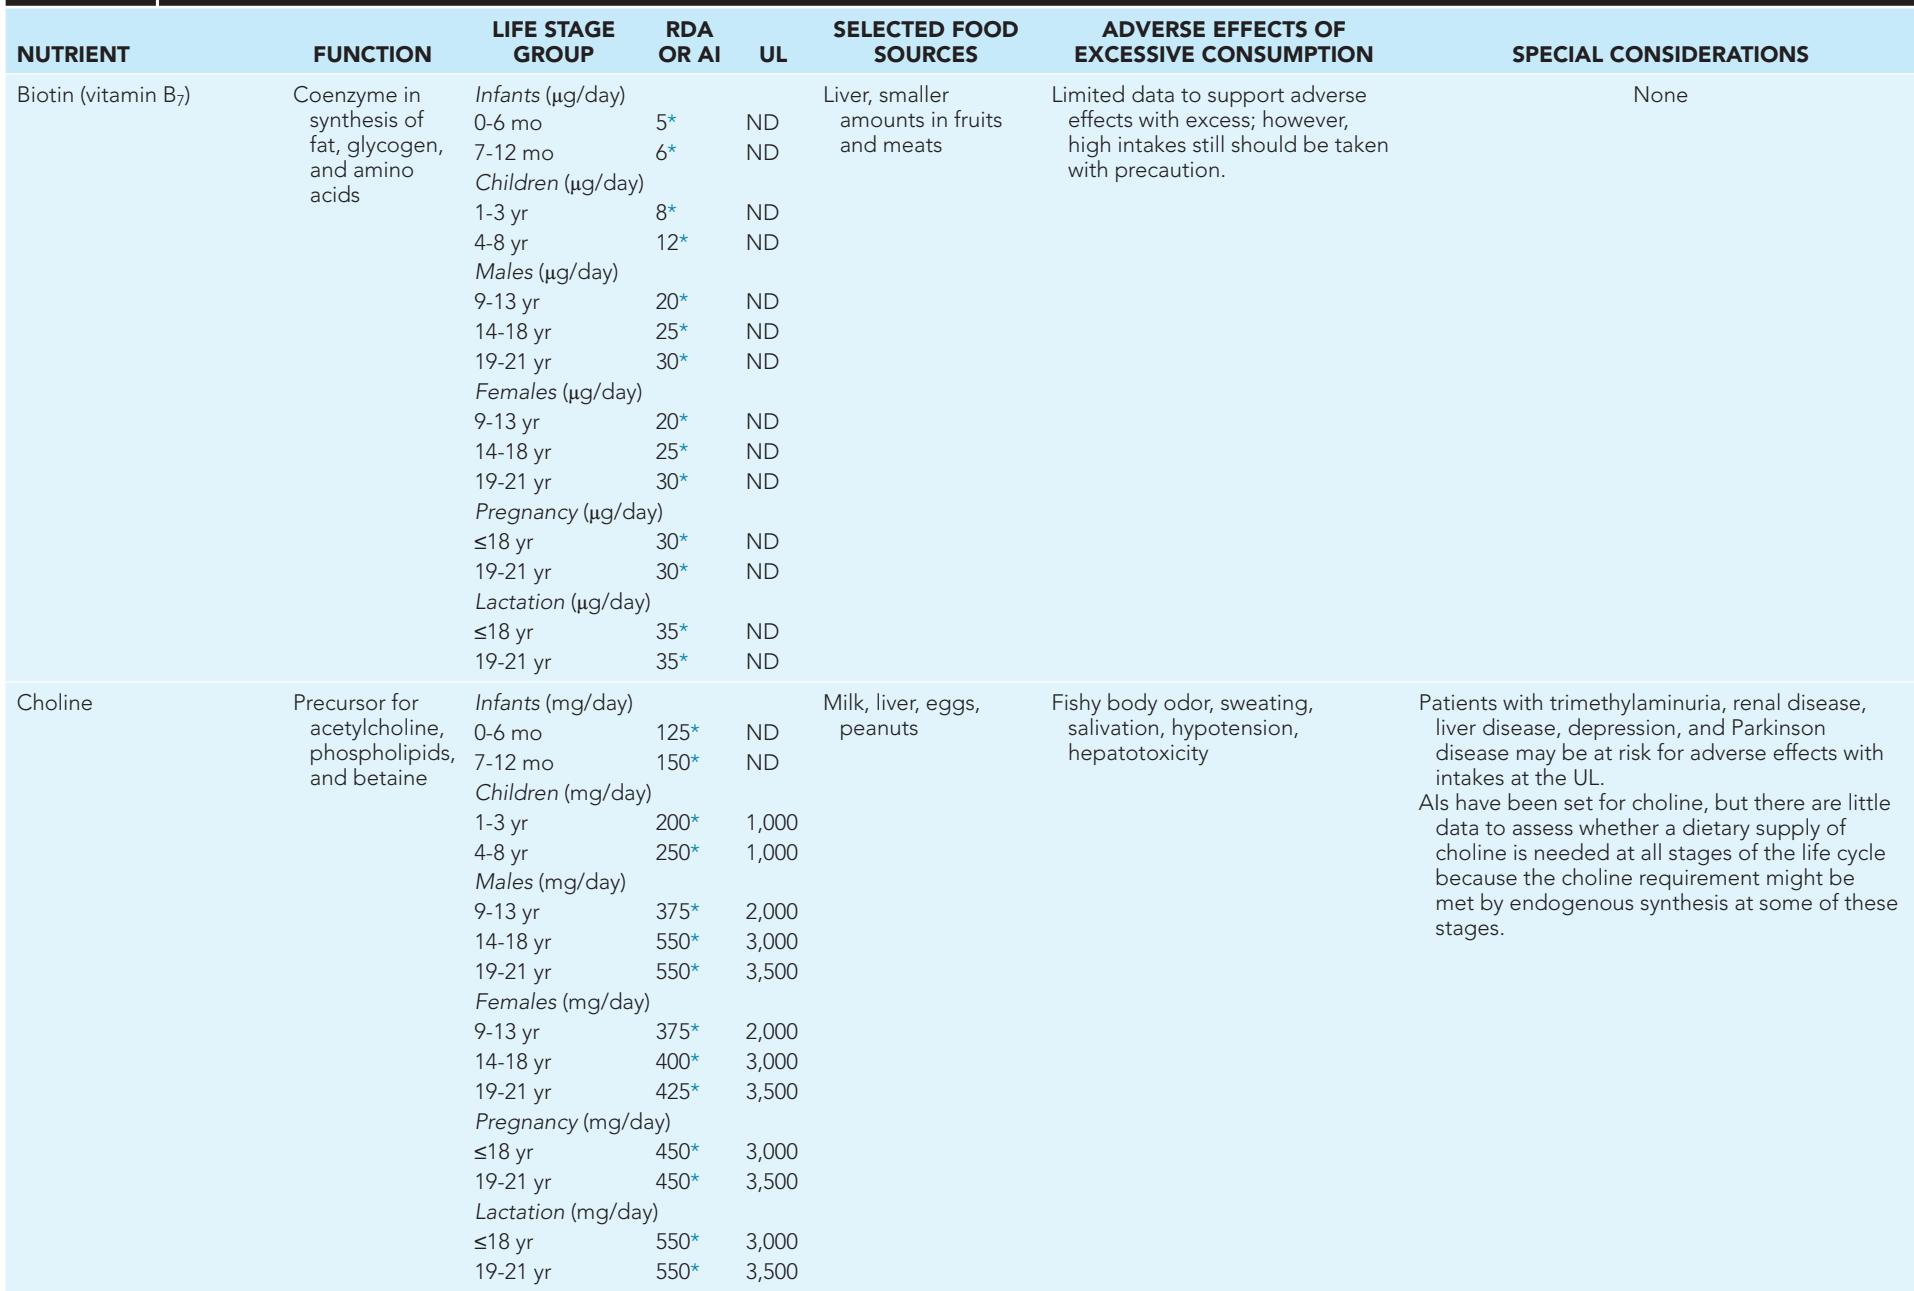 NUTRIENT FUNCTION LIFE STAGE GROUP RDA OR AI UL SELECTED FOOD SOURCES ADVERSE EFFECTS OF EXCESSIVE CONSUMPTION SPECIAL CONSIDERATIONS
Biotin (vitamin B7)
Coenzyme in
synthesis of
fat, glycogen,
and amino
acids
Infants (μg/day)
0-6 mo 5* ND
7-12 mo 6* ND
Children (μg/day)
1-3 yr 8* ND
4-8 yr 12* ND
Males (μg/day)
9-13 yr 20* ND
14-18 yr 25* ND
19-21 yr 30* ND
Females (μg/day)
9-13 yr 20* ND
14-18 yr 25* ND
19-21 yr 30* ND
Pregnancy (μg/day)
≤18 yr 30* ND
19-21 yr 30* ND
Lactation (μg/day)
≤18 yr 35* ND
19-21 yr 35* ND
Liver, smaller
amounts in fruits
and meats
Limited data to support adverse
effects with excess; however,
high intakes still should be taken
with precaution.
None
Choline
Precursor for
acetylcholine,
phospholipids,
and betaine
Infants (mg/day)
0-6 mo 125* ND
7-12 mo 150* ND
Children (mg/day)
1-3 yr 200* 1,000
4-8 yr 250* 1,000
Males (mg/day)
9-13 yr 375* 2,000
14-18 yr 550* 3,000
19-21 yr 550* 3,500
Females (mg/day)
9-13 yr 375* 2,000
14-18 yr 400* 3,000
19-21 yr 425* 3,500
Pregnancy (mg/day)
≤18 yr 450* 3,000
19-21 yr 450* 3,500
Lactation (mg/day)
≤18 yr 550* 3,000
19-21 yr 550* 3,500
Milk, liver, eggs,
peanuts
Fishy body odor, sweating,
salivation, hypotension,
hepatotoxicity
Patients with trimethylaminuria, renal disease,
liver disease, depression, and Parkinson
disease may be at risk for adverse effects with
intakes at the UL.
AIs have been set for choline, but there are little
data to assess whether a dietary supply of
choline is needed at all stages of the life cycle
because the choline requirement might be
met by endogenous synthesis at some of these
stages.